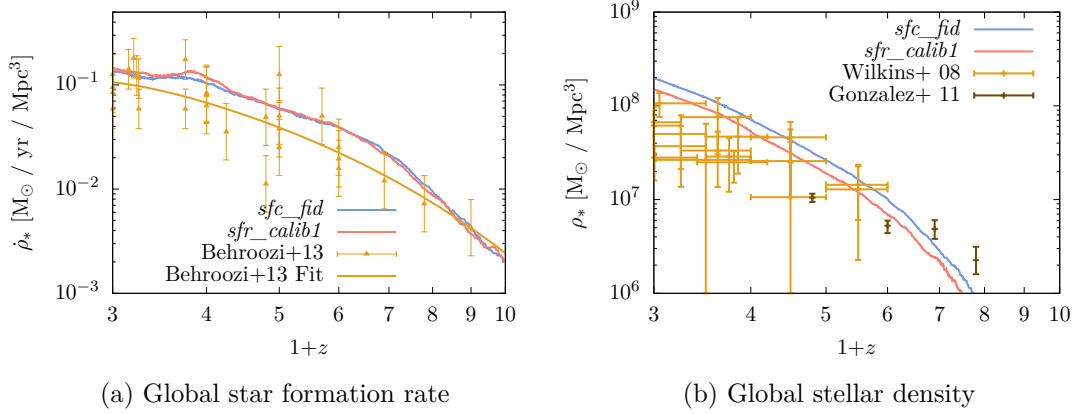 10⁻¹
10⁻²
10⁻³
ρ̇* [M⊙ / yr / Mpc³]
sfc_fid
sfr_calib1
Behroozi+13
Behroozi+13 Fit
3 4 5 6 7 8 9 10
1+z
(a) Global star formation rate
10⁹
10⁸
10⁷
10⁶
ρ* [M⊙ / Mpc³]
sfc_fid
sfr_calib1
Wilkins+ 08
Gonzalez+ 11
3 4 5 6 7 8 9 10
1+z
(b) Global stellar density